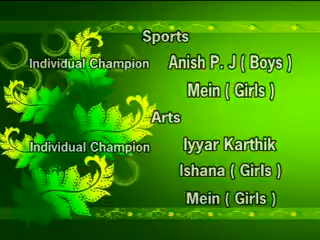 Sports
Individual Champion Anish P. J ( Boys )
Mein ( Girls )
Arts
Individual Champion Iyyar Karthik
Ishana ( Girls )
Mein ( Girls )